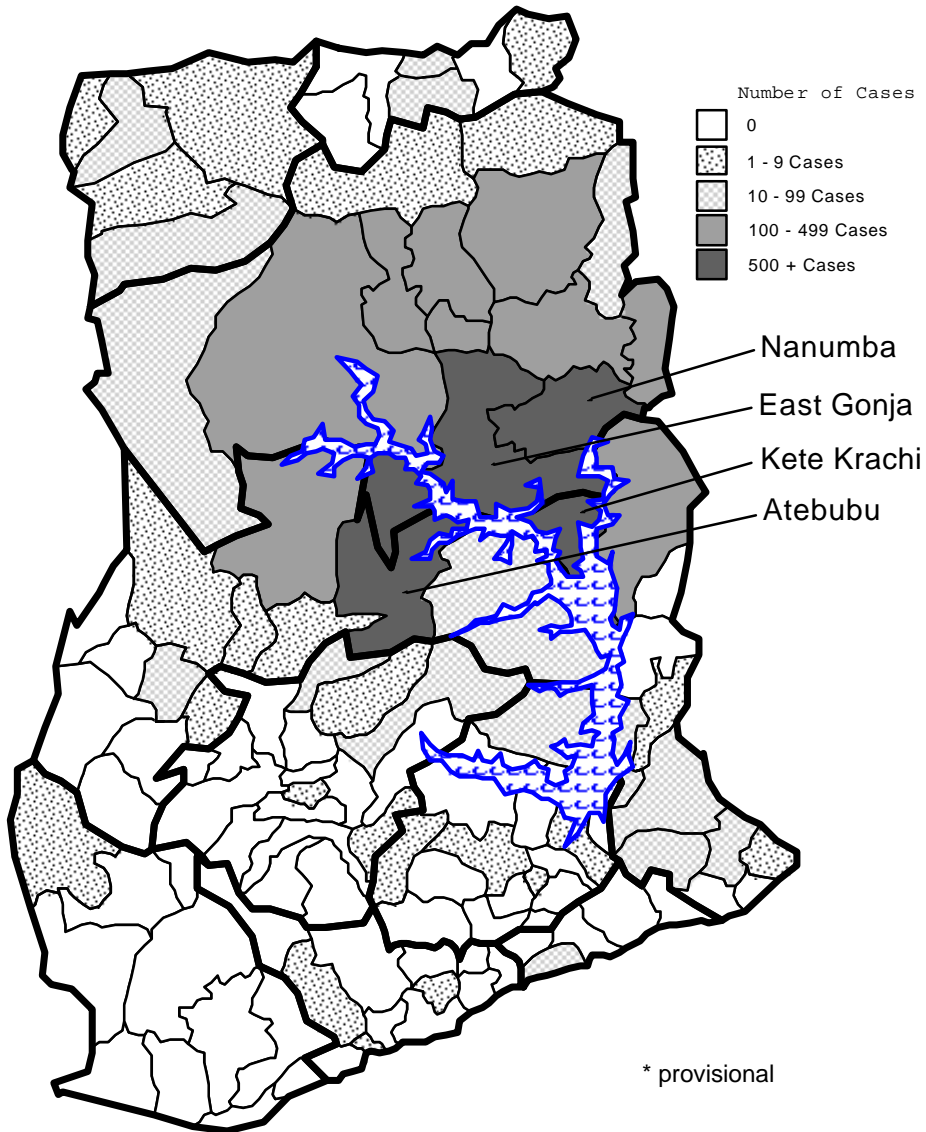 Number of Cases
0
1 - 9 Cases
10 - 99 Cases
100 - 499 Cases
500 + Cases
Nanumba
East Gonja
Kete Krachi
Atebubu
* provisional